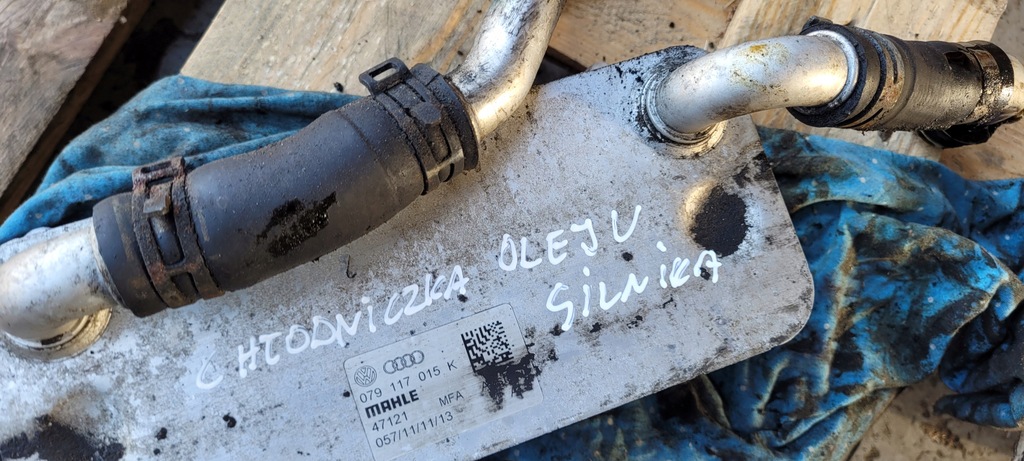 CHŁODNICZKA OLEJU
SILNIKA
079 117 015 K
MAHLE
47121 MFA
057/11/11/13